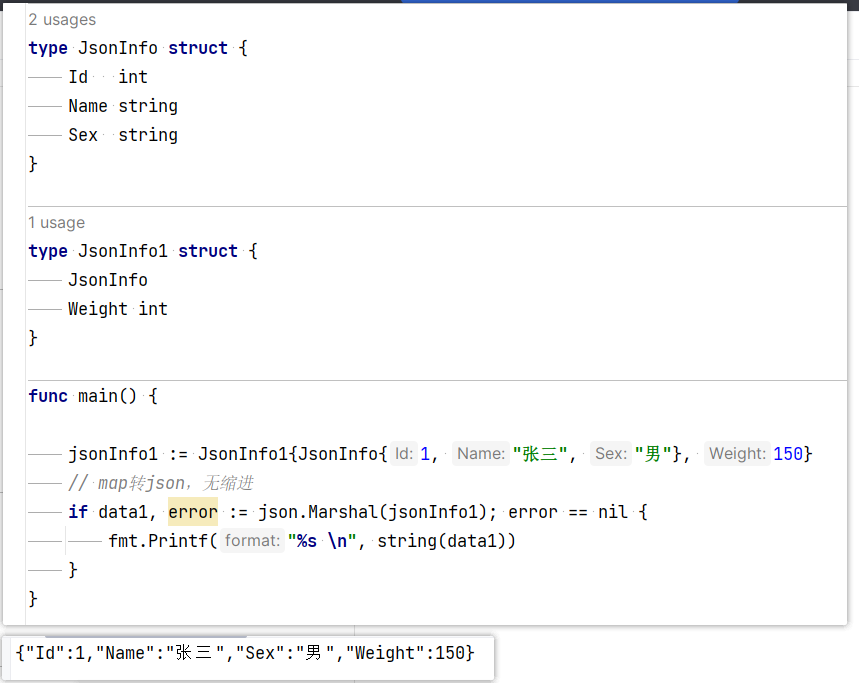 2 usages
type JsonInfo struct {
Id int
Name string
Sex string
}
1 usage
type JsonInfo1 struct {
JsonInfo
Weight int
}
func main() {
jsonInfo1 := JsonInfo1{JsonInfo{ Id: 1, Name: "张三", Sex: "男"}, Weight: 150}
// map转json，无缩进
if data1, error := json.Marshal(jsonInfo1); error == nil {
fmt.Printf( format: "%s \n", string(data1))
}
}
{"Id":1,"Name":"张三","Sex":"男","Weight":150}